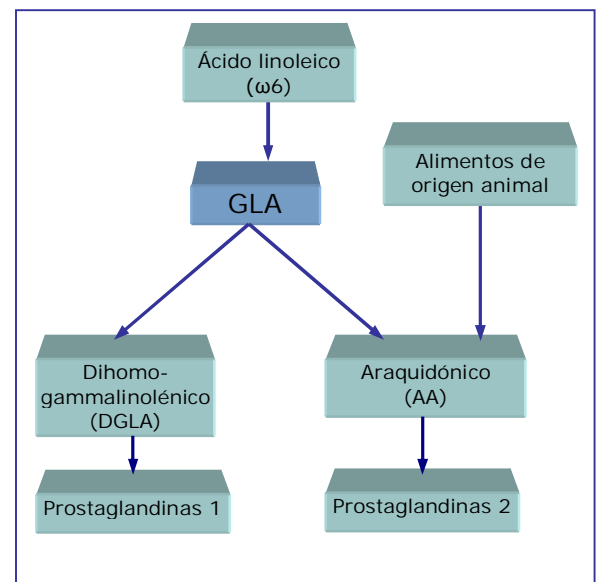 Ácido linoleico
(ω6)
GLA
Alimentos de
origen animal
Dihomo-
gammalinolénico
(DGLA)
Araquidónico
(AA)
Prostaglandinas 1
Prostaglandinas 2